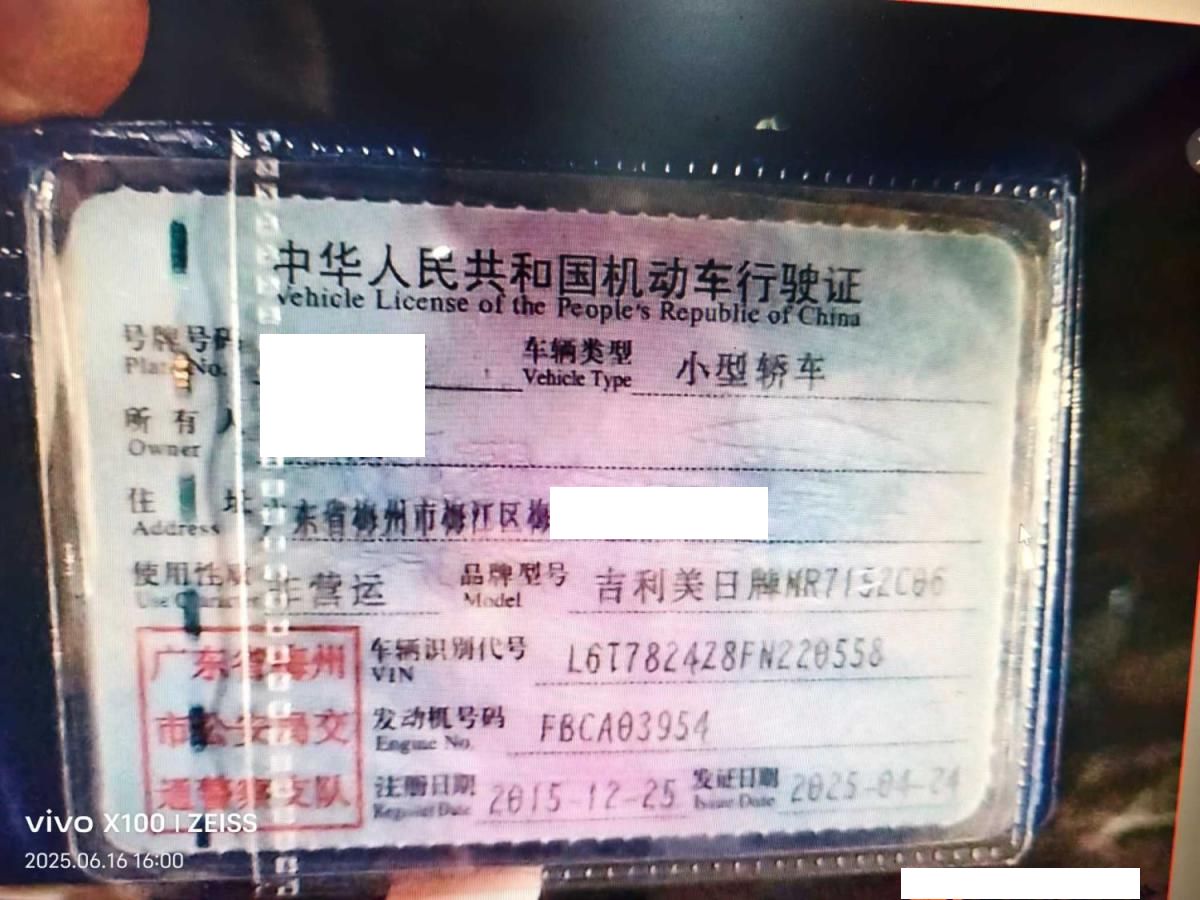 中华人民共和国机动车行驶证
Vehicle License of the People's Republic of China
号牌号码
Plate No.
车辆类型 小型轿车
Vehicle Type
所有人
Owner
住址 广东省梅州市梅江区梅
Address
使用性质 非营运 品牌型号 吉利美日牌MR7152C06
Use Character Model
车辆识别代号 L6T7824Z8FN220558
VIN
发动机号码 FBCA03954
Engine No.
注册日期 2015-12-25 发证日期 2025-04-24
Register Date Issue Date
广东省梅州
市公安局交
通警察支队
vivo X100 | ZEISS
2025.06.16 16:00